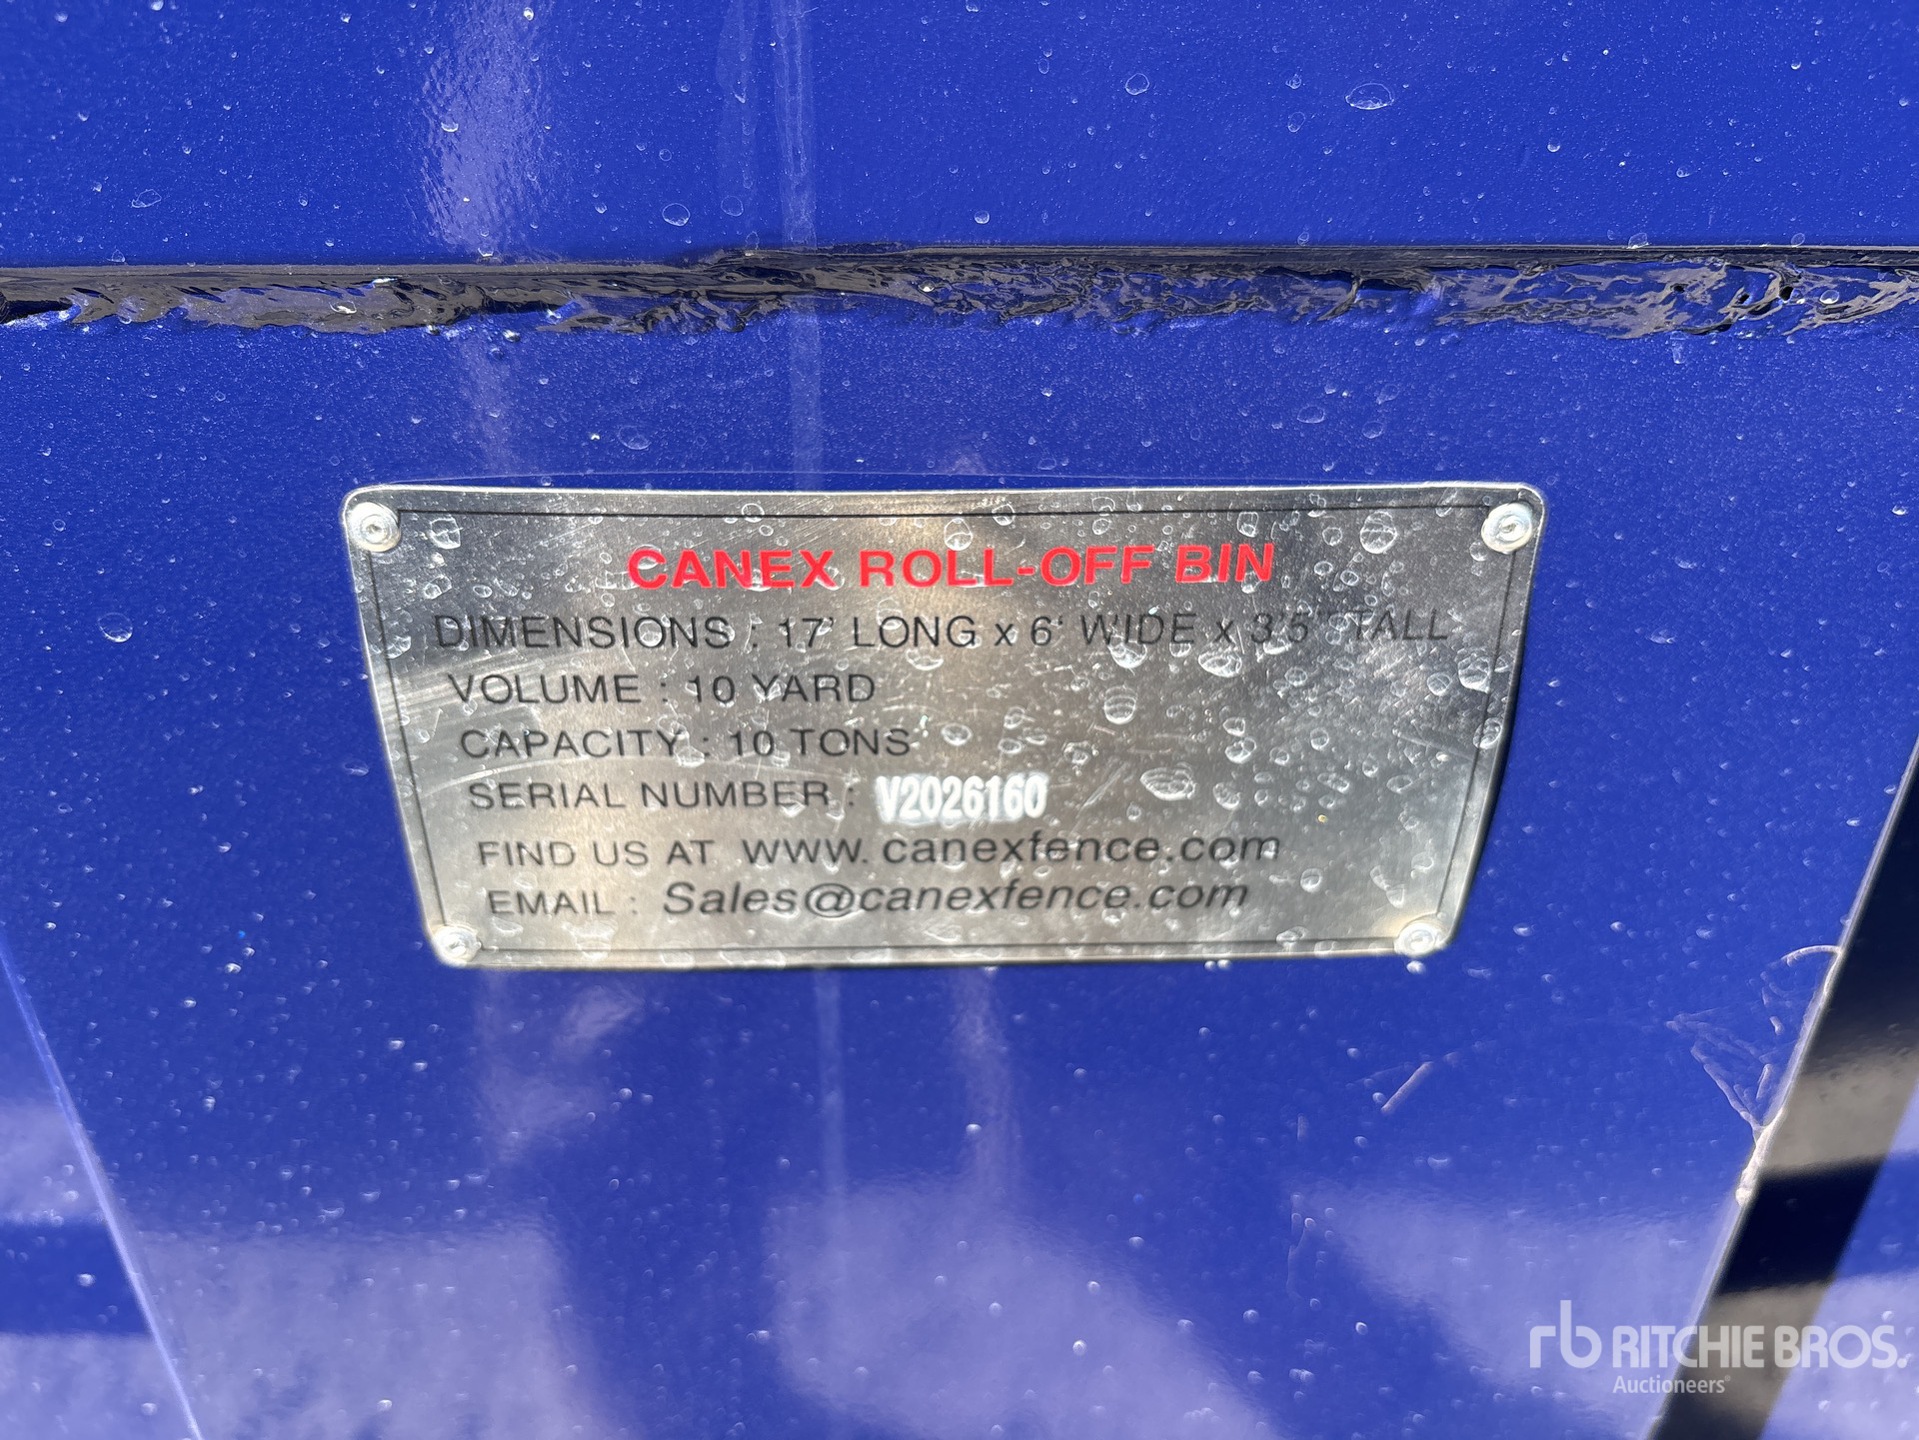 CANEX ROLL-OFF BIN
DIMENSIONS : 17' LONG x 6' WIDE x 3'5" TALL
VOLUME : 10 YARD
CAPACITY : 10 TONS
SERIAL NUMBER : V2026160
FIND US AT www.canexfence.com
EMAIL : Sales@canexfence.com
rb RITCHIE BROS.
Auctioneers